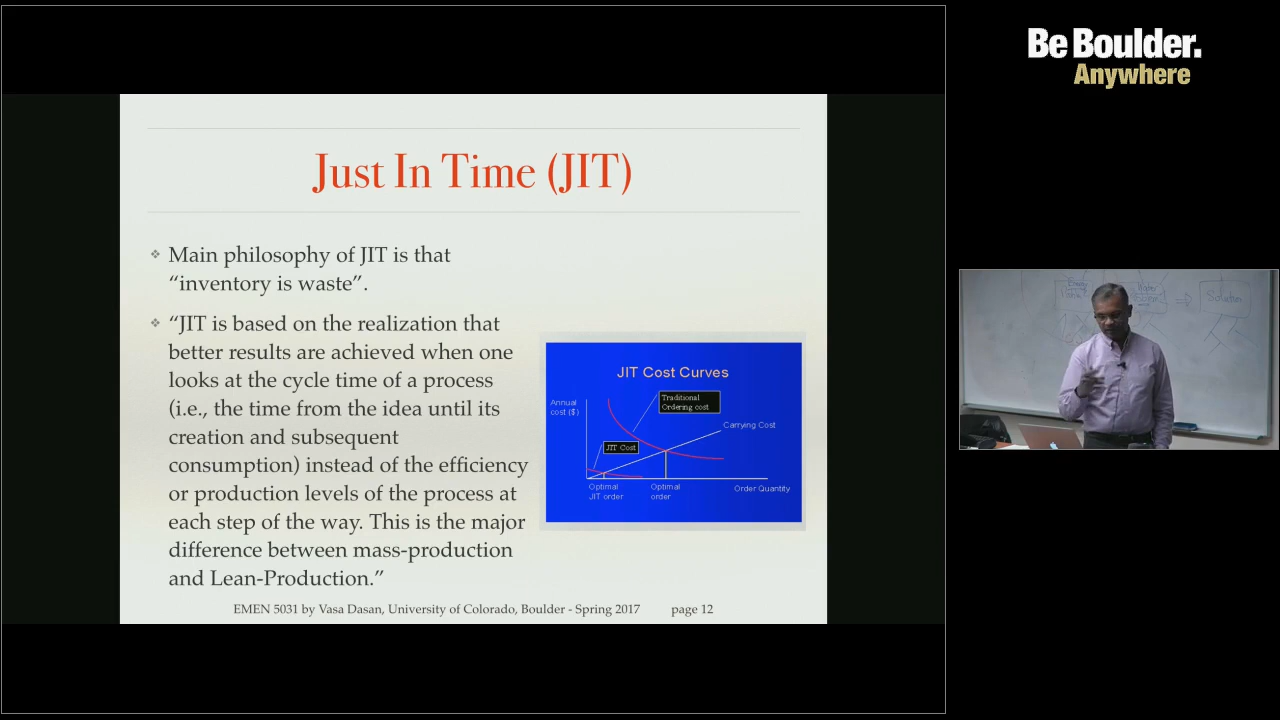 Be Boulder.
Anywhere
Just In Time (JIT)
Main philosophy of JIT is that
“inventory is waste”.
“JIT is based on the realization that
better results are achieved when one
looks at the cycle time of a process
(i.e., the time from the idea until its
creation and subsequent
consumption) instead of the efficiency
or production levels of the process at
each step of the way. This is the major
difference between mass-production
and Lean-Production.”
JIT Cost Curves
Annual
cost ($)
Traditional
Ordering cost
Carrying Cost
JIT Cost
Optimal
JIT order
Optimal
order
Order Quantity
EMEN 5031 by Vasa Dasan, University of Colorado, Boulder - Spring 2017 page 12
Solution